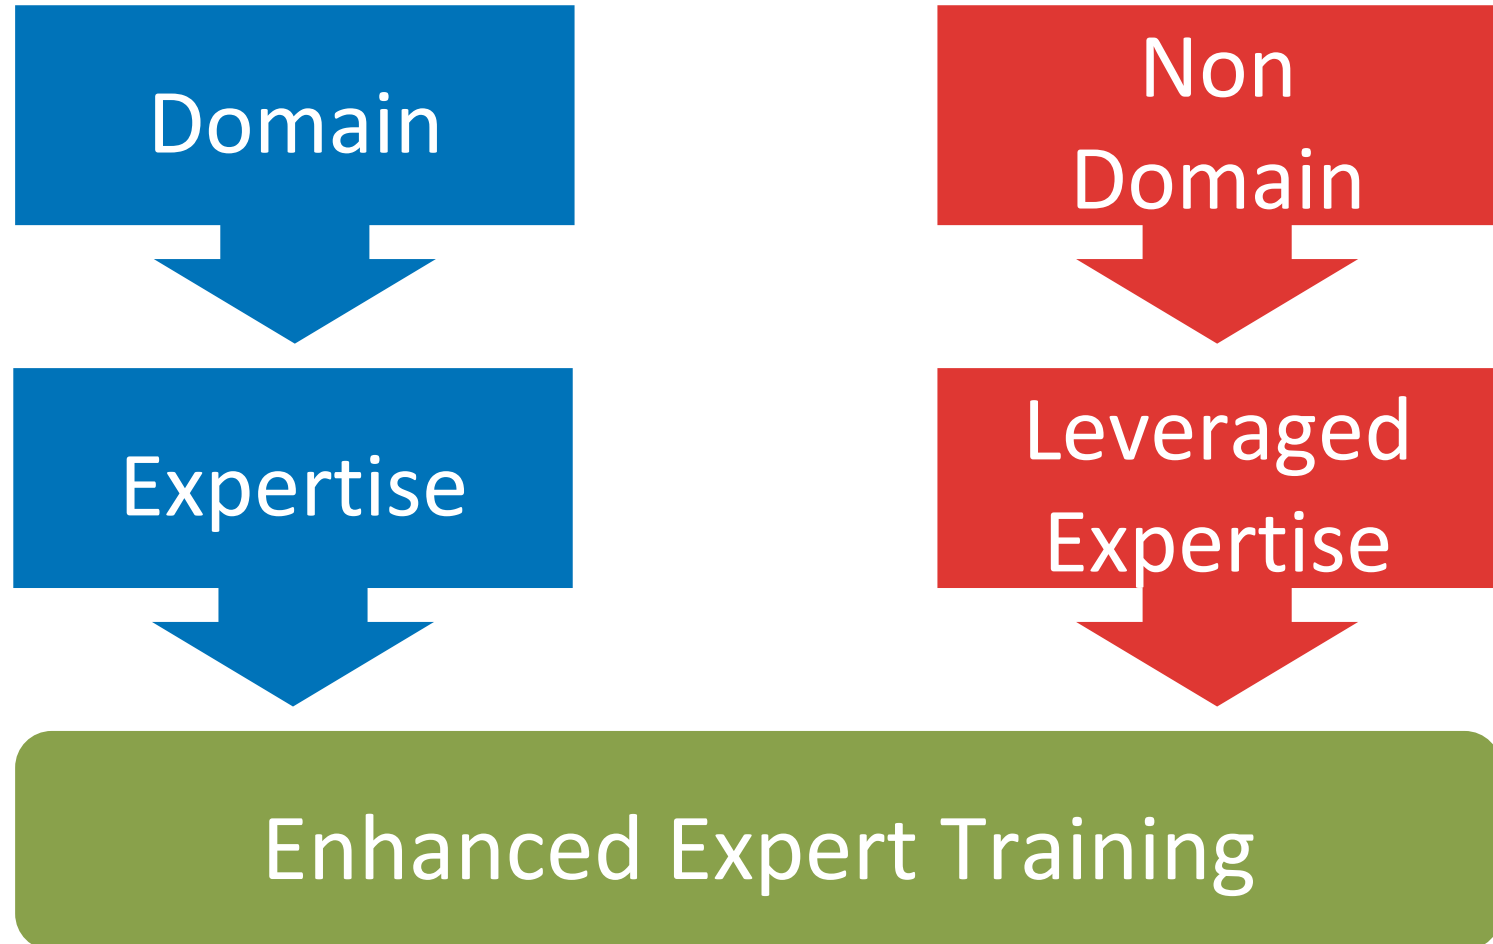 Domain
Non
Domain
Expertise
Leveraged
Expertise
Enhanced Expert Training